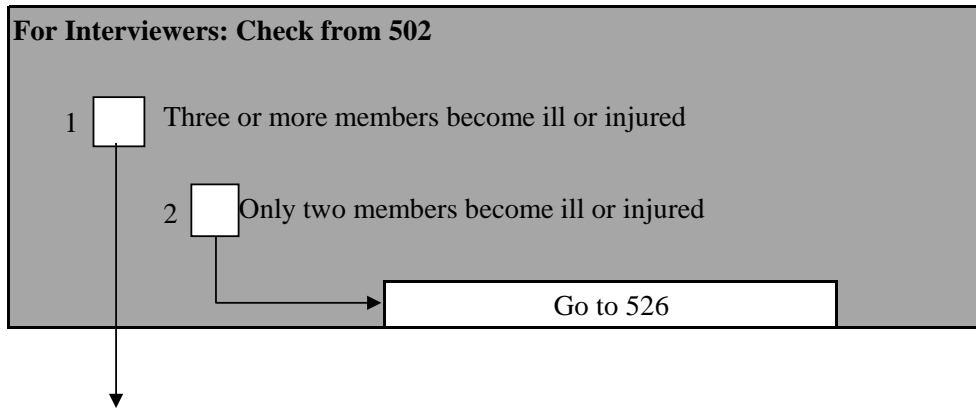 For Interviewers: Check from 502
1 Three or more members become ill or injured
2 Only two members become ill or injured
Go to 526